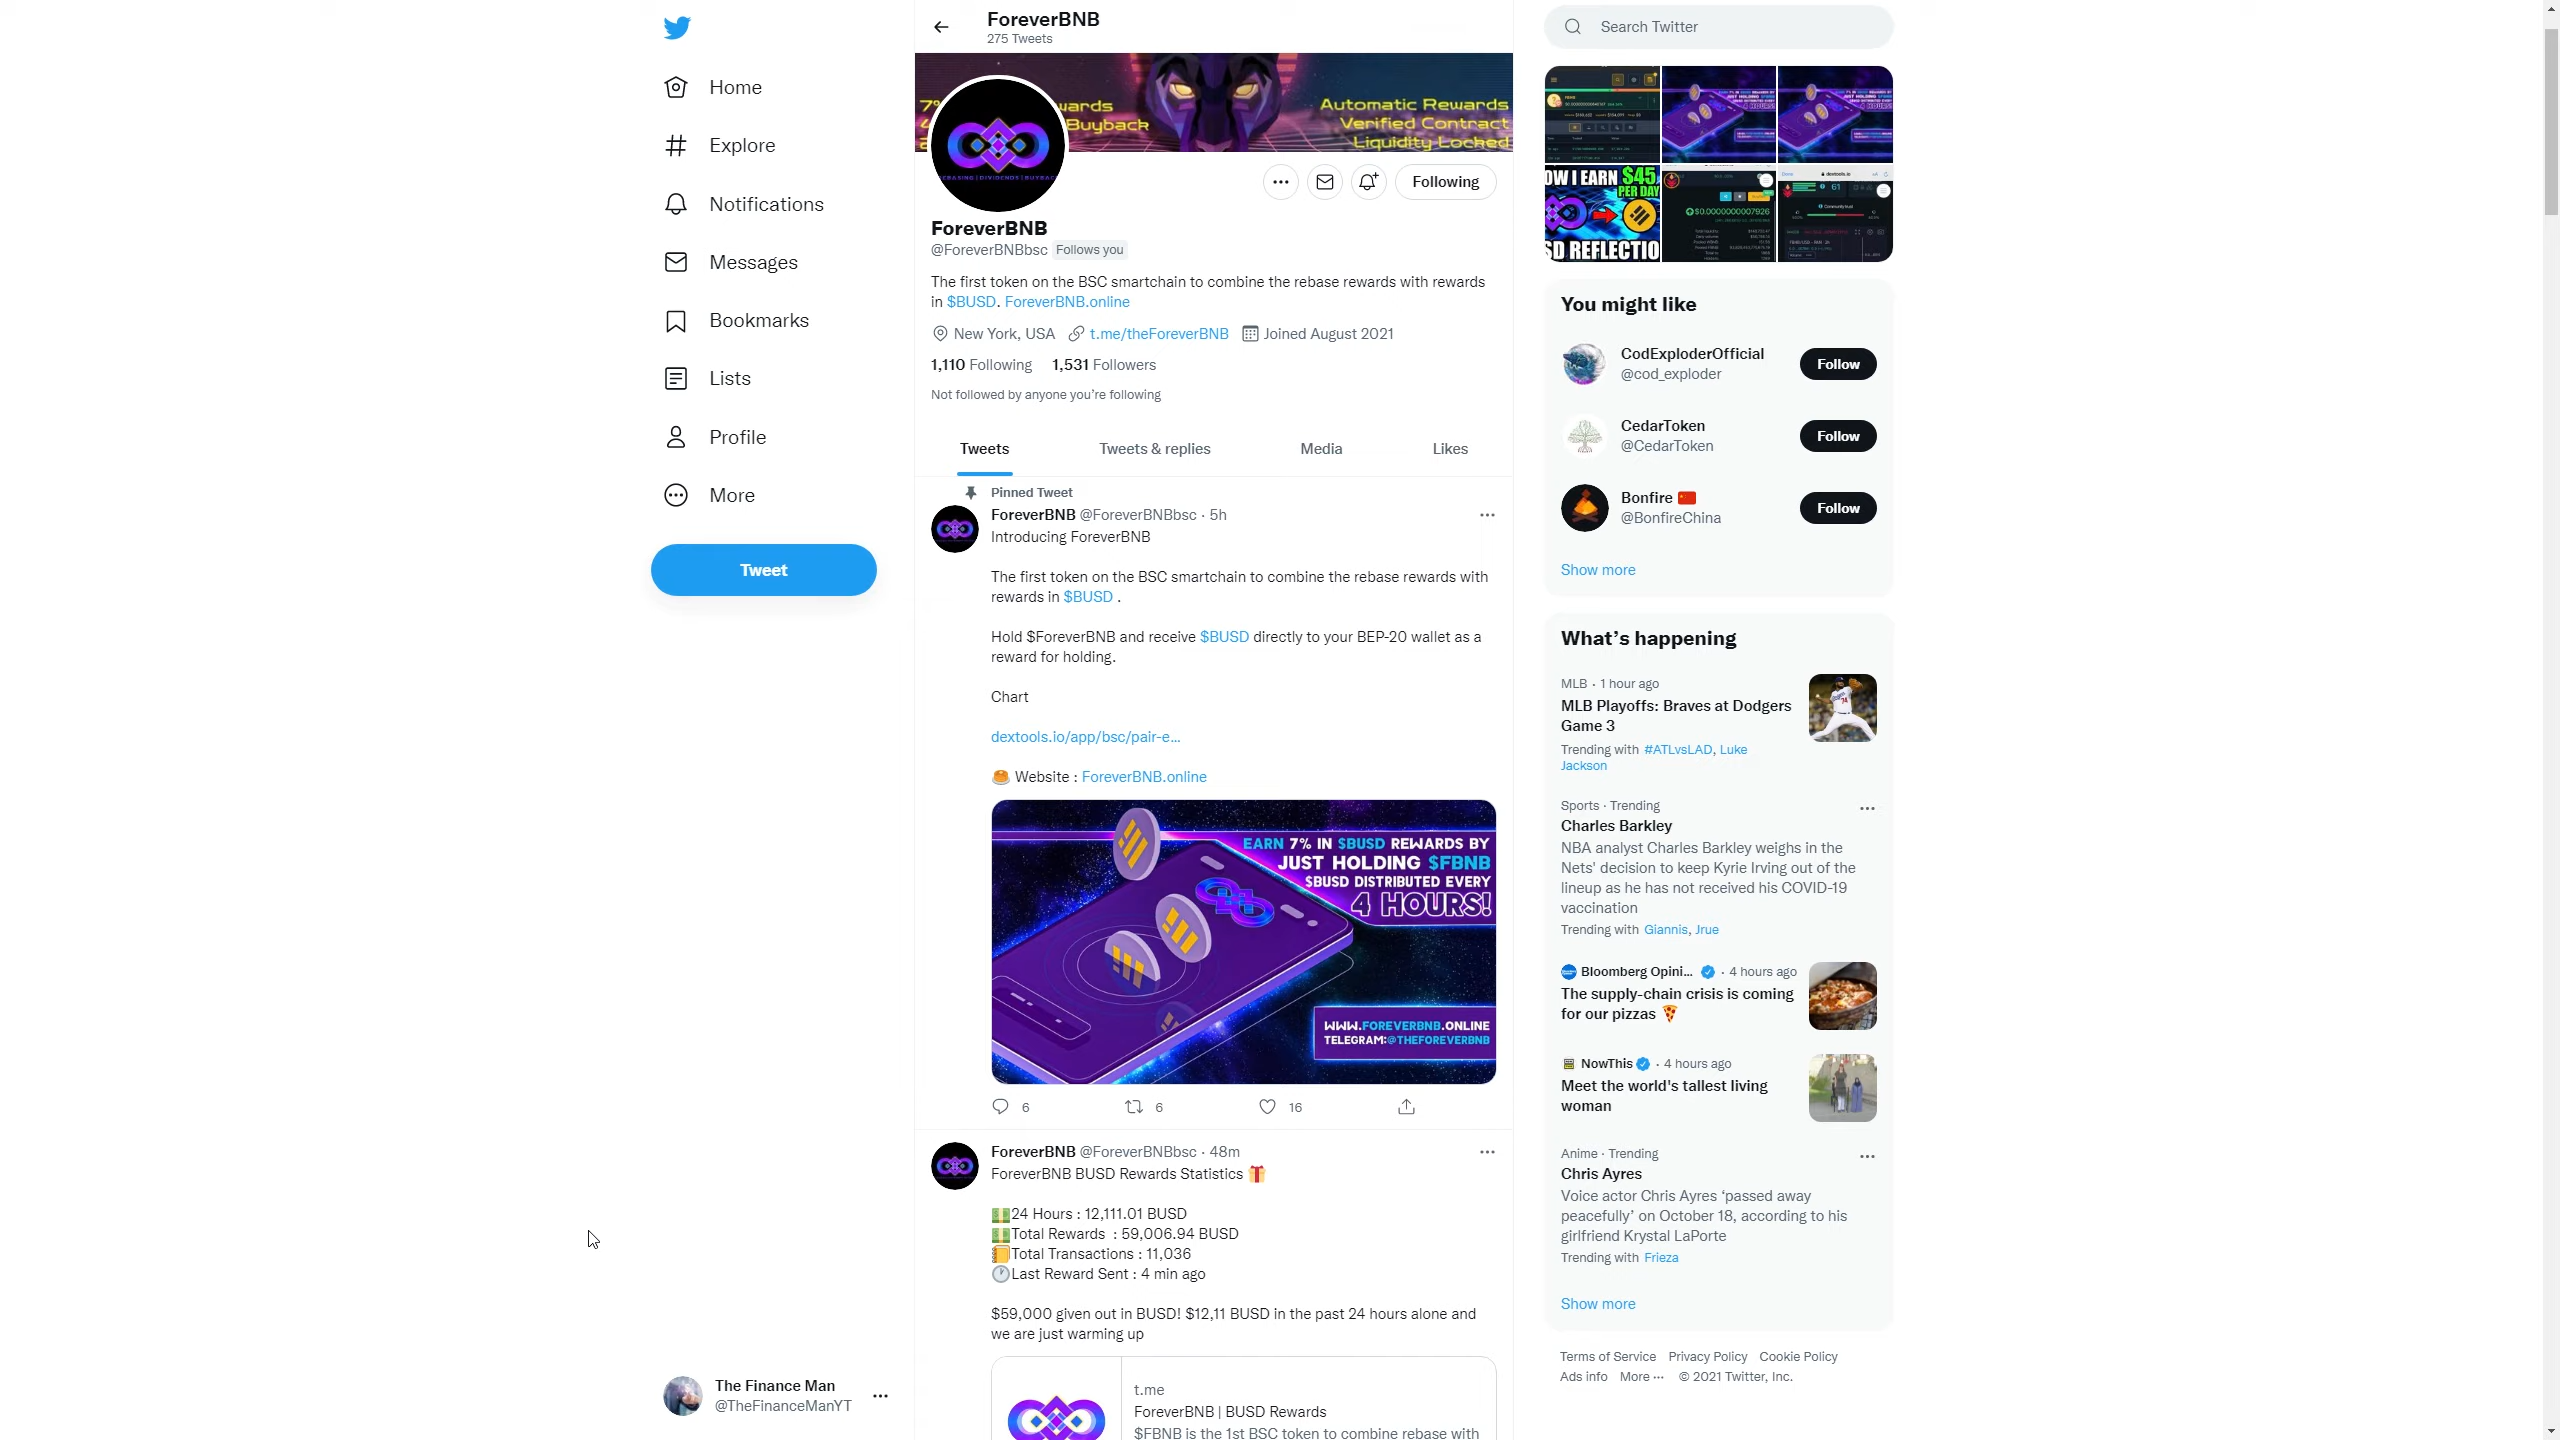 Home
Explore
Notifications
Messages
Bookmarks
Lists
Profile
More
Tweet
The Finance Man
@TheFinanceManYT
ForeverBNB
275 Tweets
Buyback
Automatic Rewards
Verified Contract
Liquidity Locked
Following
ForeverBNB
@ForeverBNBbsc Follows you
The first token on the BSC smartchain to combine the rebase rewards with rewards
in $BUSD. ForeverBNB.online
New York, USA t.me/theForeverBNB Joined August 2021
1,110 Following 1,531 Followers
Not followed by anyone you’re following
Tweets Tweets & replies Media Likes
Pinned Tweet
ForeverBNB @ForeverBNBbsc · 5h
Introducing ForeverBNB
The first token on the BSC smartchain to combine the rebase rewards with
rewards in $BUSD .
Hold $ForeverBNB and receive $BUSD directly to your BEP-20 wallet as a
reward for holding.
Chart
dextools.io/app/bsc/pair-e...
🥞 Website : ForeverBNB.online
EARN 7% IN $BUSD REWARDS BY
JUST HOLDING $FBNB
$BUSD DISTRIBUTED EVERY
4 HOURS!
WWW.FOREVERBNB.ONLINE
TELEGRAM:@THEFOREVERBNB
6 6 16
ForeverBNB @ForeverBNBbsc · 48m
ForeverBNB BUSD Rewards Statistics 🎁
💵24 Hours : 12,111.01 BUSD
💵Total Rewards : 59,006.94 BUSD
📒Total Transactions : 11,036
🕐Last Reward Sent : 4 min ago
$59,000 given out in BUSD! $12,11 BUSD in the past 24 hours alone and
we are just warming up
t.me
ForeverBNB | BUSD Rewards
$FBNB is the 1st BSC token to combine rebase with
Search Twitter
OW I EARN $45
PER DAY
SD REFLECTIO
$0.0000000007926
You might like
CodExploderOfficial
@cod_exploder
Follow
CedarToken
@CedarToken
Follow
Bonfire 🇨🇳
@BonfireChina
Follow
Show more
What’s happening
MLB · 1 hour ago
MLB Playoffs: Braves at Dodgers
Game 3
Trending with #ATLvsLAD, Luke
Jackson
Sports · Trending
Charles Barkley
NBA analyst Charles Barkley weighs in the
Nets' decision to keep Kyrie Irving out of the
lineup as he has not received his COVID-19
vaccination
Trending with Giannis, Jrue
Bloomberg Opini... · 4 hours ago
The supply-chain crisis is coming
for our pizzas 🍕
NowThis · 4 hours ago
Meet the world's tallest living
woman
Anime · Trending
Chris Ayres
Voice actor Chris Ayres ‘passed away
peacefully’ on October 18, according to his
girlfriend Krystal LaPorte
Trending with Frieza
Show more
Terms of Service Privacy Policy Cookie Policy
Ads info More ··· © 2021 Twitter, Inc.